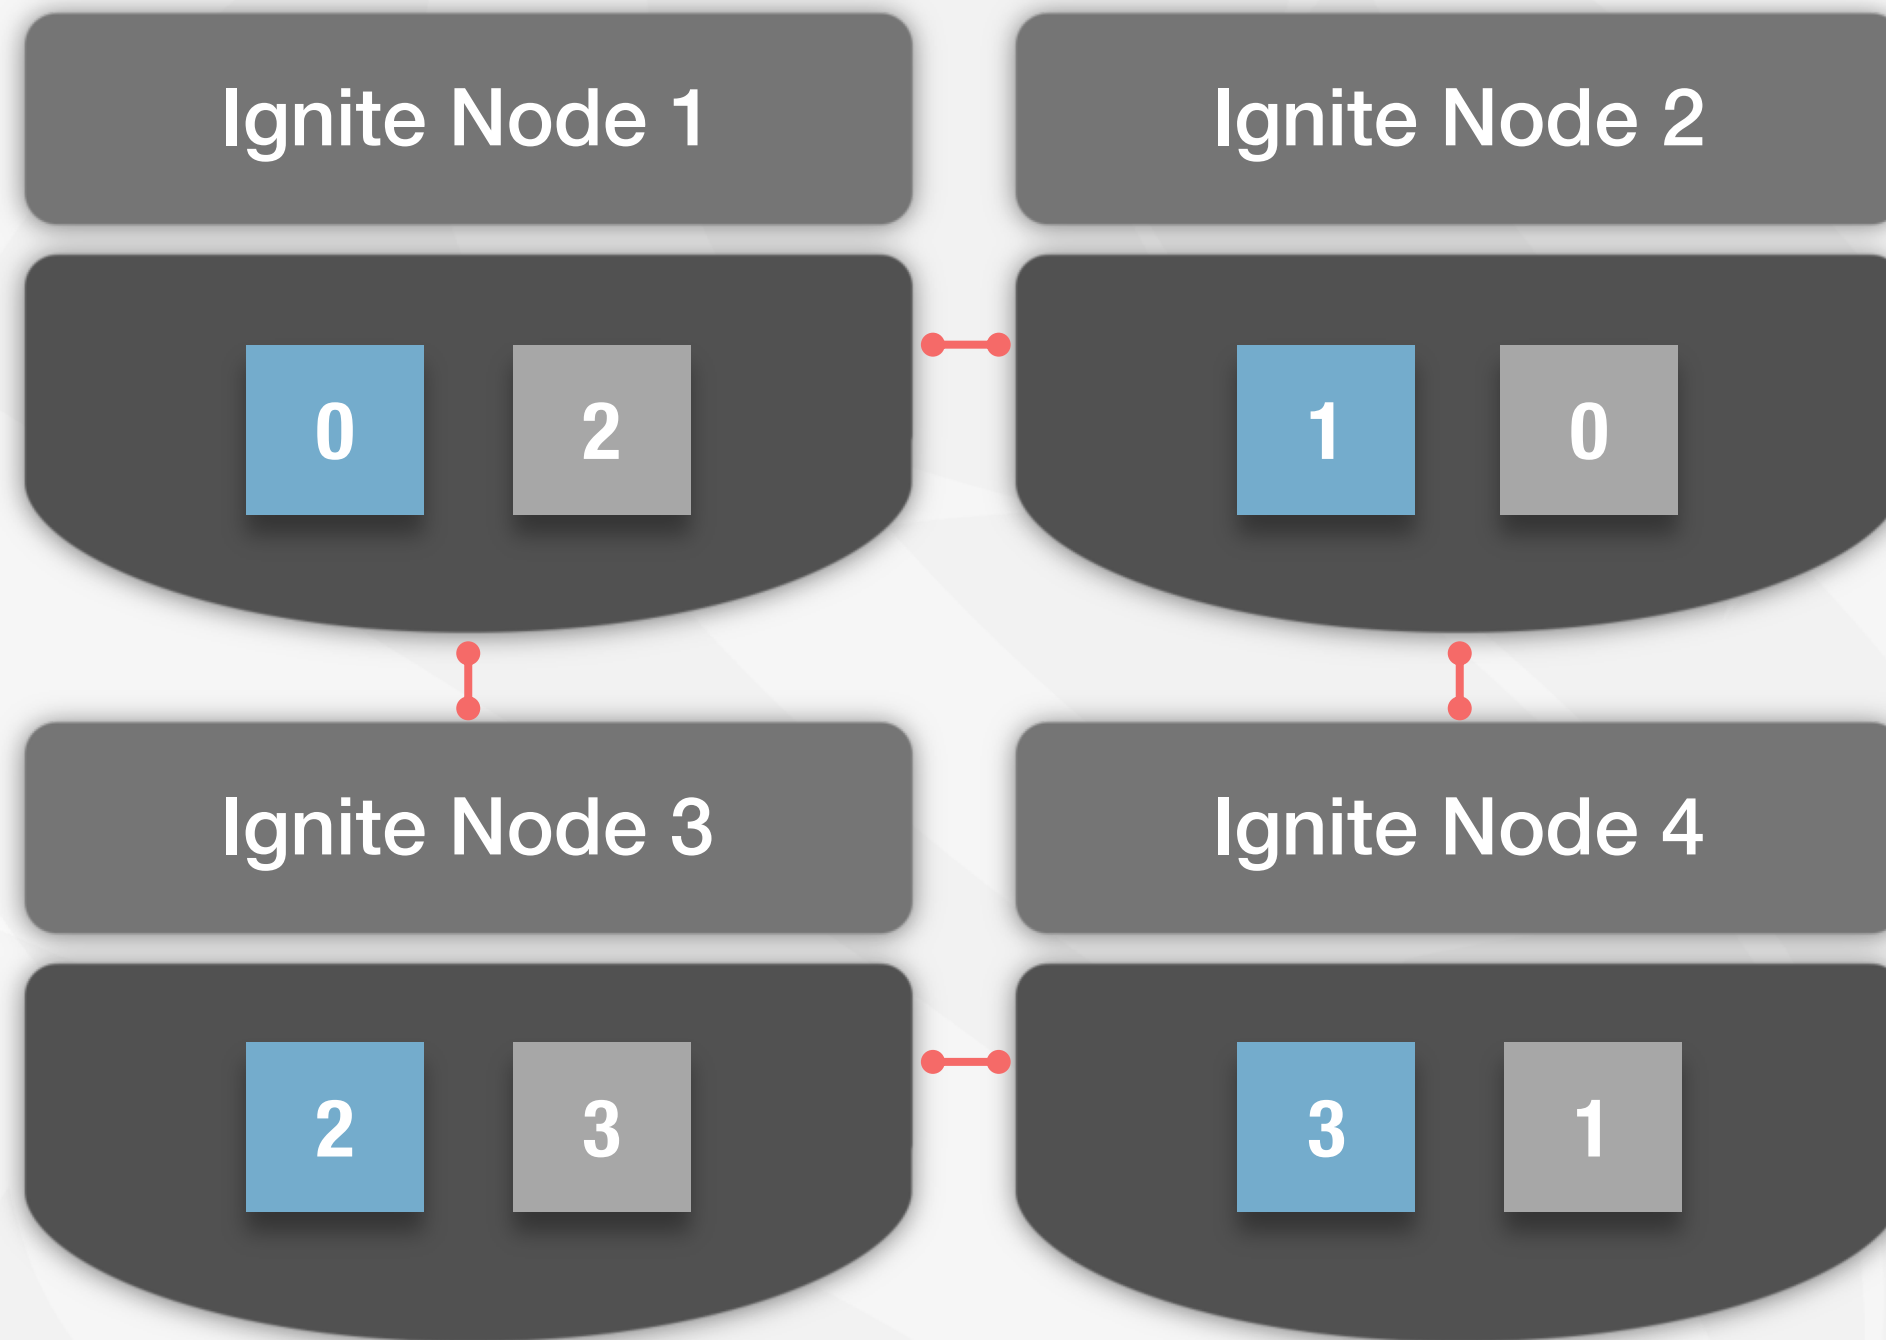 Ignite Node 1
Ignite Node 2
0 2
1 0
Ignite Node 3
Ignite Node 4
2 3
3 1